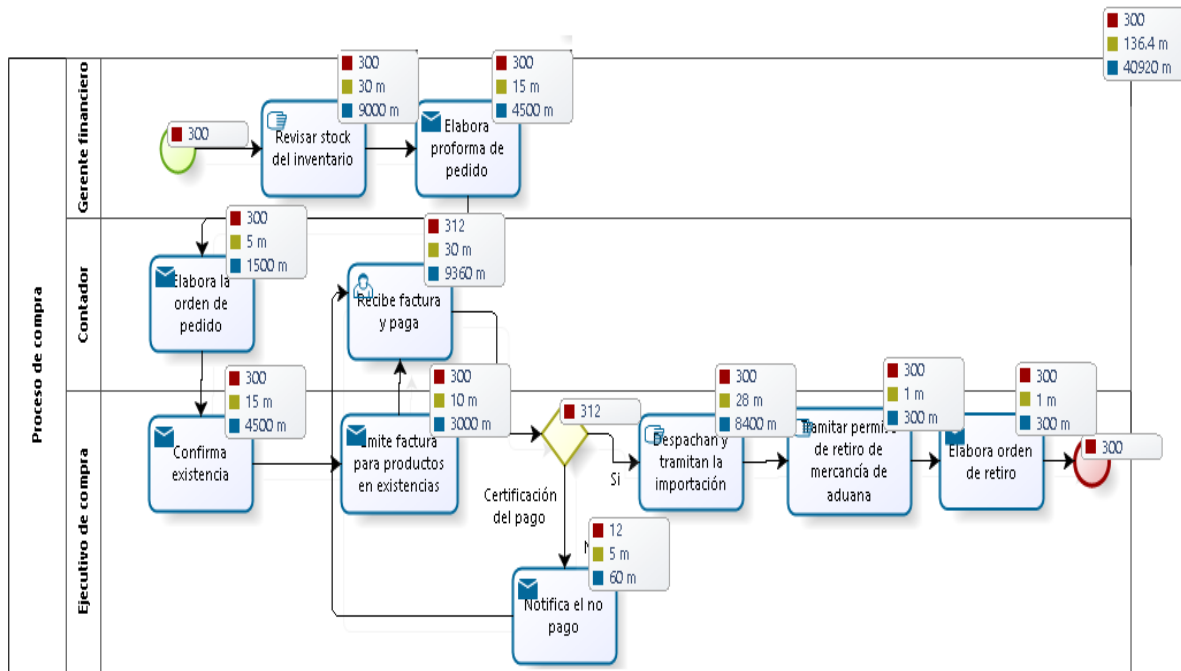 300
136.4 m
40920 m
Proceso de compra
Gerente financiero
300
300
30 m
9000 m
Revisar stock
del inventario
300
15 m
4500 m
Elabora
proforma de
pedido
Contador
300
5 m
1500 m
Elabora la
orden de
pedido
312
30 m
9360 m
Recibe factura
y paga
Ejecutivo de compra
300
15 m
4500 m
Confirma
existencia
300
10 m
3000 m
Emite factura
para productos
en existencias
312
Certificación
del pago
Si
N
300
28 m
8400 m
Despachan y
tramitan la
importación
300
1 m
300 m
Tramitar permiso
de retiro de
mercancía de
aduana
300
1 m
300 m
Elabora orden
de retiro
300
12
5 m
60 m
Notifica el no
pago